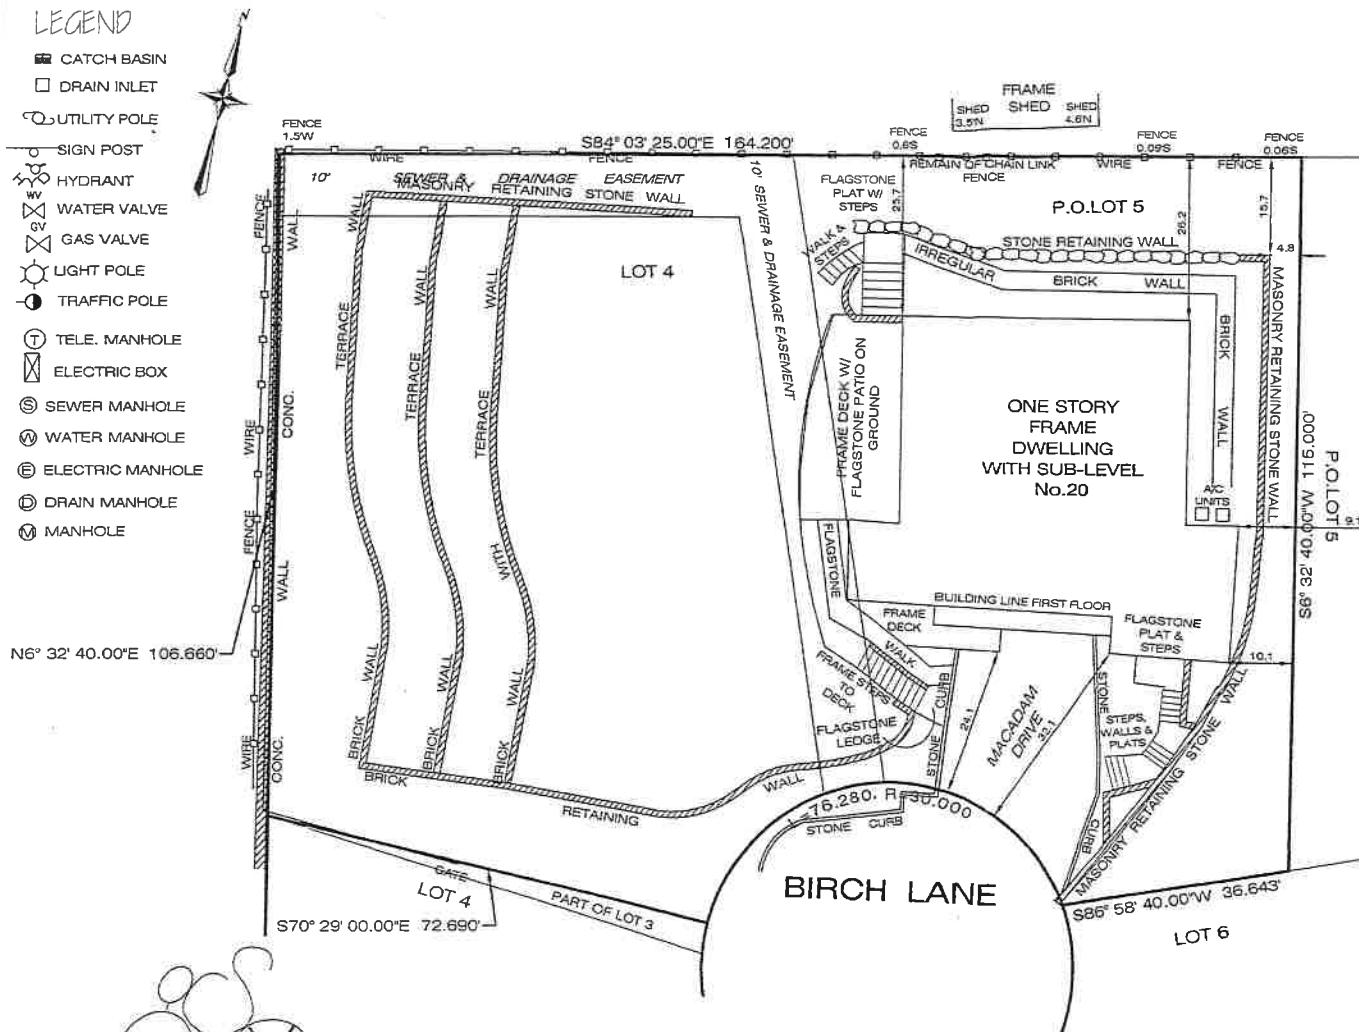 LEGEND
CATCH BASIN
DRAIN INLET
UTILITY POLE
SIGN POST
HYDRANT
WV
WATER VALVE
GV
GAS VALVE
LIGHT POLE
TRAFFIC POLE
T TELE. MANHOLE
ELECTRIC BOX
S SEWER MANHOLE
W WATER MANHOLE
E ELECTRIC MANHOLE
D DRAIN MANHOLE
M MANHOLE
N
FENCE
1.5'W
S84° 03' 25.00"E 164.200'
WIRE
FENCE
FRAME
SHED
SHED
3.5'N
SHED
4.6'N
FENCE
0.6'S
FENCE
0.09'S
FENCE
0.06'S
REMAIN OF CHAIN LINK
FENCE
WIRE
FENCE
10' SEWER & DRAINAGE EASEMENT
MASONRY RETAINING STONE WALL
10' SEWER & DRAINAGE EASEMENT
FLAGSTONE
PLAT W/
STEPS
25.7
P.O.LOT 5
26.2
15.7
4.8
WALK &
STEPS
STONE RETAINING WALL
IRREGULAR
BRICK
WALL
BRICK
WALL
MASONRY RETAINING STONE WALL
LOT 4
FENCE
WALL
WALL
WALL
WALL
TERRACE
TERRACE
TERRACE
CONC.
WIRE
FENCE
WALL
WITH
FRAME DECK W/
FLAGSTONE PATIO ON
GROUND
ONE STORY
FRAME
DWELLING
WITH SUB-LEVEL
No.20
A/C
UNITS
S6° 32' 40.00"W 115.000'
P.O.LOT 5
9.1
FLAGSTONE
WALK
BUILDING LINE FIRST FLOOR
FRAME
DECK
FLAGSTONE
PLAT &
STEPS
10.1
N6° 32' 40.00"E 106.660'
WALL
WALL
WALL
FRAME STEPS
TO
DECK
CURB
STONE
24.1
MACADAM
DRIVE
STONE
STEPS,
WALLS &
PLATS
FLAGSTONE
LEDGE
WIRE
CONC.
BRICK
BRICK
BRICK
BRICK
RETAINING
WALL
L=76.280. R=30.000
STONE CURB
CURB
MASONRY RETAINING STONE WALL
BIRCH LANE
GATE
LOT 4
PART OF LOT 3
S70° 29' 00.00"E 72.690'
S86° 58' 40.00"W 36.643'
LOT 6